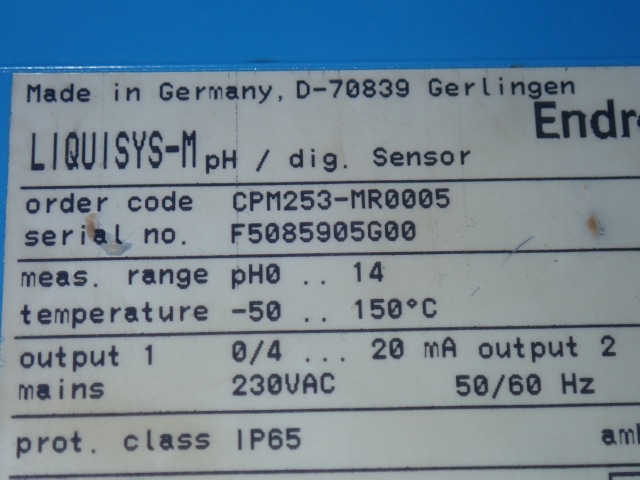 Made in Germany, D-70839 Gerlingen
Endr
LIQUISYS-M pH / dig. Sensor
order code CPM253-MR0005
serial no. F5085905G00
meas. range pH0 .. 14
temperature -50 .. 150°C
output 1 0/4 ... 20 mA output 2
mains 230VAC 50/60 Hz
prot. class IP65 am